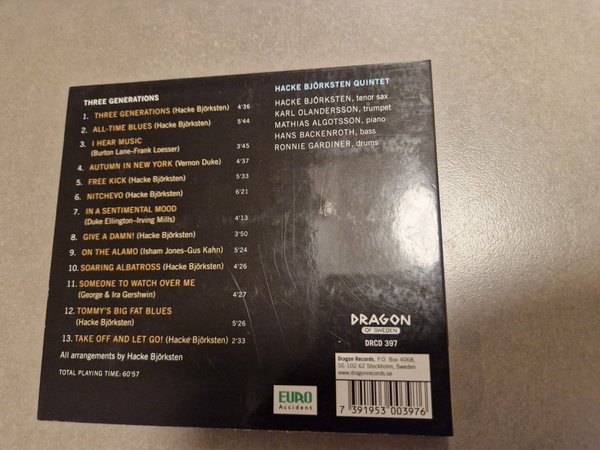 THREE GENERATIONS
1. THREE GENERATIONS (Hacke Björksten) 4'36
2. ALL-TIME BLUES (Hacke Björksten) 5'44
3. I HEAR MUSIC
(Burton Lane–Frank Loesser) 3'45
4. AUTUMN IN NEW YORK (Vernon Duke) 4'37
5. FREE KICK (Hacke Björksten) 5'33
6. NITCHEVO (Hacke Björksten) 6'21
7. IN A SENTIMENTAL MOOD
(Duke Ellington–Irving Mills) 4'13
8. GIVE A DAMN! (Hacke Björksten) 3'50
9. ON THE ALAMO (Isham Jones–Gus Kahn) 5'24
10. SOARING ALBATROSS (Hacke Björksten) 4'26
11. SOMEONE TO WATCH OVER ME
(George & Ira Gershwin) 4'27
12. TOMMY'S BIG FAT BLUES
(Hacke Björksten) 5'26
13. TAKE OFF AND LET GO! (Hacke Björksten) 2'33
All arrangements by Hacke Björksten
TOTAL PLAYING TIME: 60'57
HACKE BJÖRKSTEN QUINTET
HACKE BJÖRKSTEN, tenor sax
KARL OLANDERSSON, trumpet
MATHIAS ALGOTSSON, piano
HANS BACKENROTH, bass
RONNIE GARDINER, drums
DRAGON
OF SWEDEN
DRCD 397
Dragon Records, P.O. Box 4068,
SE-102 62 Stockholm, Sweden
www.dragonrecords.se
7 391953 003976
EURO
Accident